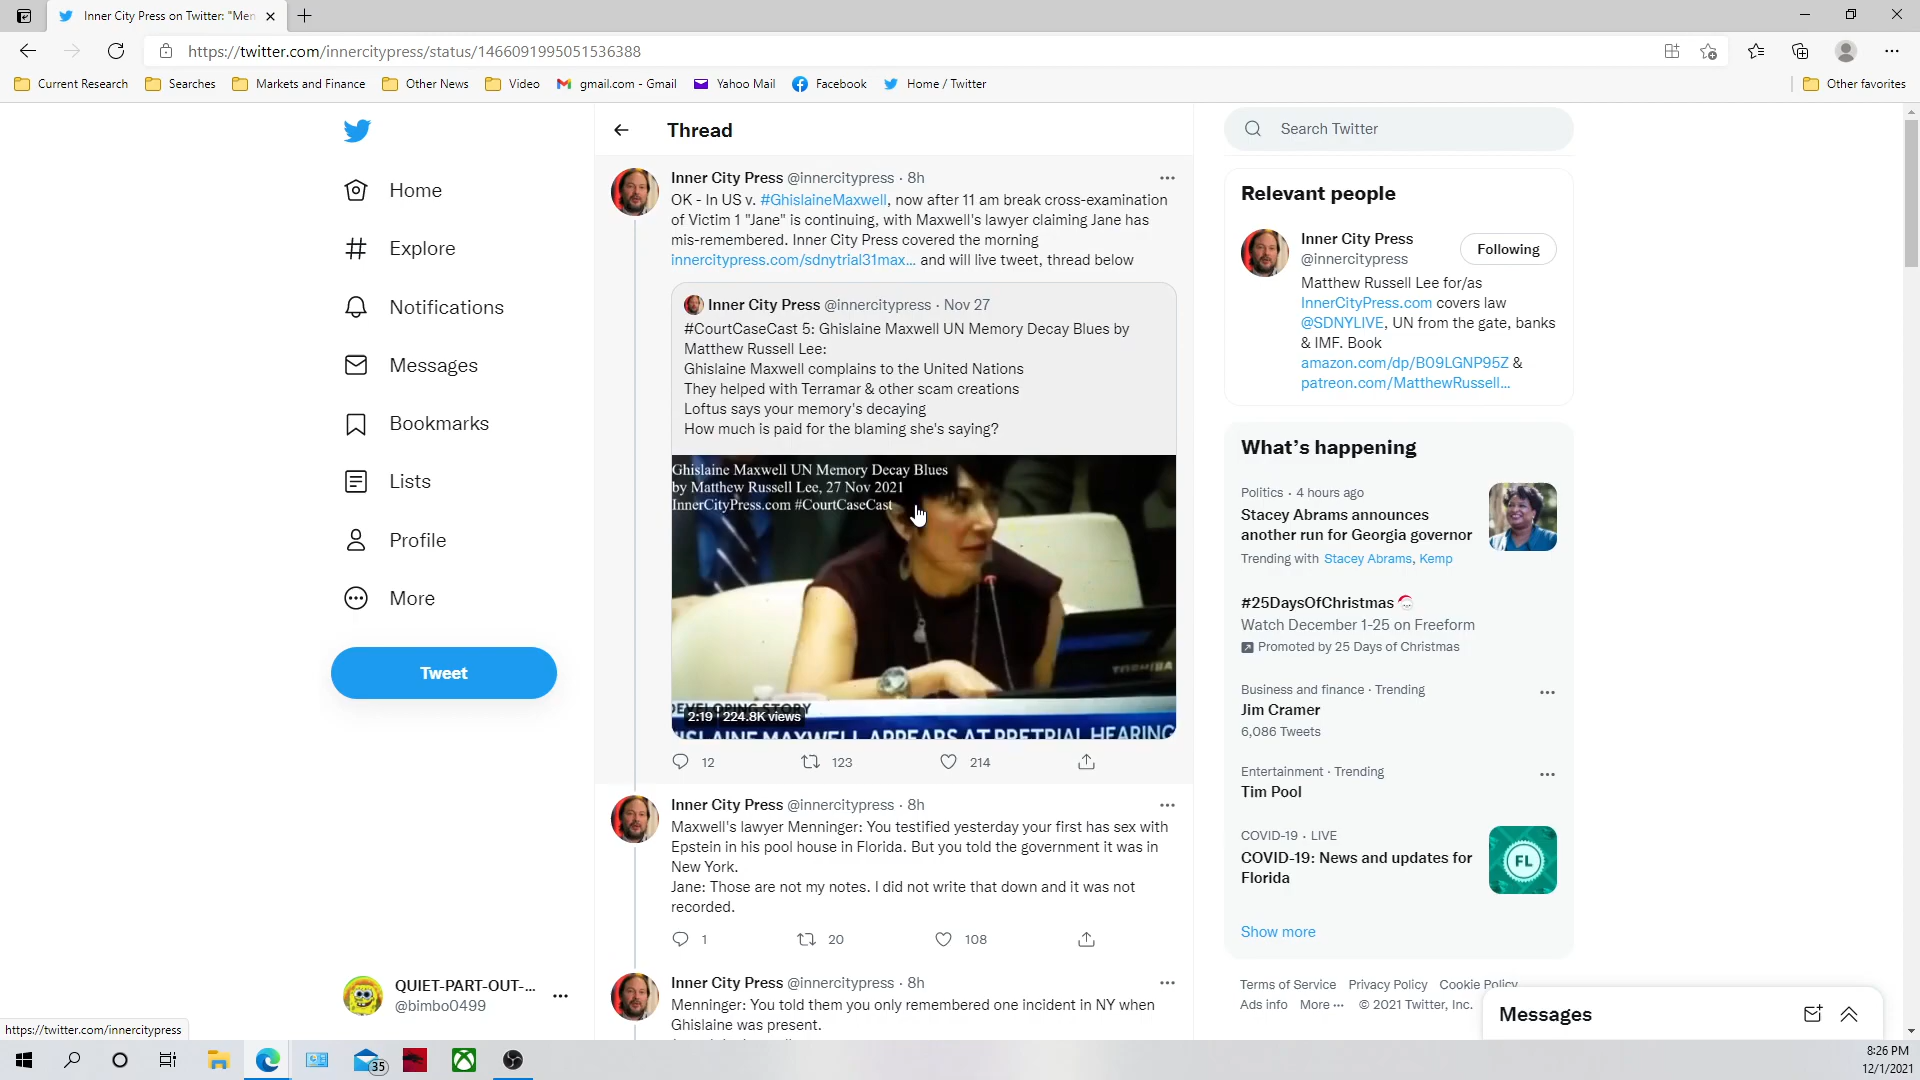 Inner City Press on Twitter: "Men
https://twitter.com/innercitypress/status/1466091995051536388
Current Research
Searches
Markets and Finance
Other News
Video
gmail.com - Gmail
Yahoo Mail
Facebook
Home / Twitter
Other favorites
Home
Explore
Notifications
Messages
Bookmarks
Lists
Profile
More
Tweet
QUIET-PART-OUT-...
@bimbo0499
https://twitter.com/innercitypress
Thread
Inner City Press @innercitypress · 8h
OK - In US v. #GhislaineMaxwell, now after 11 am break cross-examination
of Victim 1 "Jane" is continuing, with Maxwell's lawyer claiming Jane has
mis-remembered. Inner City Press covered the morning
innercitypress.com/sdnytrial31max... and will live tweet, thread below
Inner City Press @innercitypress · Nov 27
#CourtCaseCast 5: Ghislaine Maxwell UN Memory Decay Blues by
Matthew Russell Lee:
Ghislaine Maxwell complains to the United Nations
They helped with Terramar & other scam creations
Loftus says your memory's decaying
How much is paid for the blaming she's saying?
Ghislaine Maxwell UN Memory Decay Blues
by Matthew Russell Lee, 27 Nov 2021
InnerCityPress.com #CourtCaseCast
TOSHIBA
DEVELOPING STORY
2:19 224.8K views
HISLAINE MAXWELL APPEARS AT PRETRIAL HEARING
12 123 214
Inner City Press @innercitypress · 8h
Maxwell's lawyer Menninger: You testified yesterday your first has sex with
Epstein in his pool house in Florida. But you told the government it was in
New York.
Jane: Those are not my notes. I did not write that down and it was not
recorded.
1 20 108
Inner City Press @innercitypress · 8h
Menninger: You told them you only remembered one incident in NY when
Ghislaine was present.
Search Twitter
Relevant people
Inner City Press
@innercitypress
Following
Matthew Russell Lee for/as
InnerCityPress.com covers law
@SDNYLIVE, UN from the gate, banks
& IMF. Book
amazon.com/dp/B09LGNP95Z &
patreon.com/MatthewRussell...
What's happening
Politics · 4 hours ago
Stacey Abrams announces
another run for Georgia governor
Trending with Stacey Abrams, Kemp
#25DaysOfChristmas
Watch December 1-25 on Freeform
Promoted by 25 Days of Christmas
Business and finance · Trending
Jim Cramer
6,086 Tweets
Entertainment · Trending
Tim Pool
COVID-19 · LIVE
COVID-19: News and updates for
Florida
FL
Show more
Terms of Service Privacy Policy Cookie Policy
Ads info More ··· © 2021 Twitter, Inc.
Messages
35
8:26 PM
12/1/2021